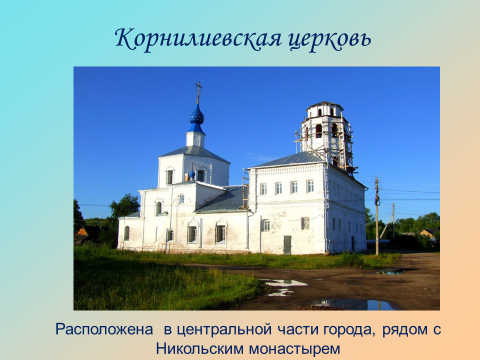 Корнилиевская церковь
Расположена в центральной части города, рядом с
Никольским монастырем